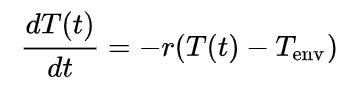 dT(t)/dt = −r(T(t) − T_env)